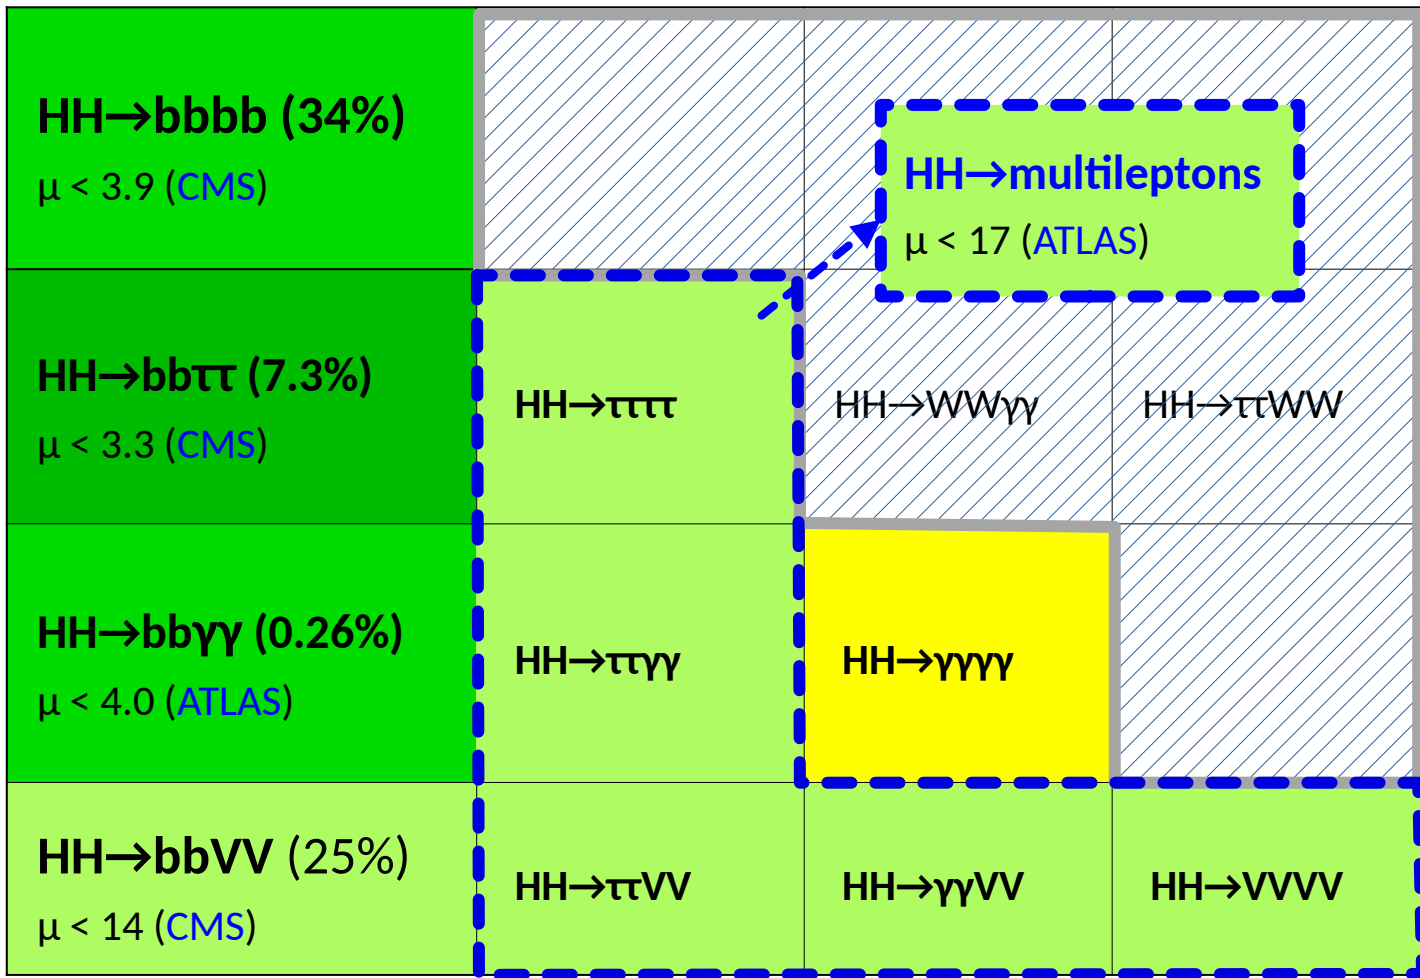 HH→bbbb (34%)
μ < 3.9 (CMS)
HH→multileptons
μ < 17 (ATLAS)
HH→bbττ (7.3%)
μ < 3.3 (CMS)
HH→ττττ
HH→WWγγ
HH→ττWW
HH→bbγγ (0.26%)
μ < 4.0 (ATLAS)
HH→ττγγ
HH→γγγγ
HH→bbVV (25%)
μ < 14 (CMS)
HH→ττVV
HH→γγVV
HH→VVVV